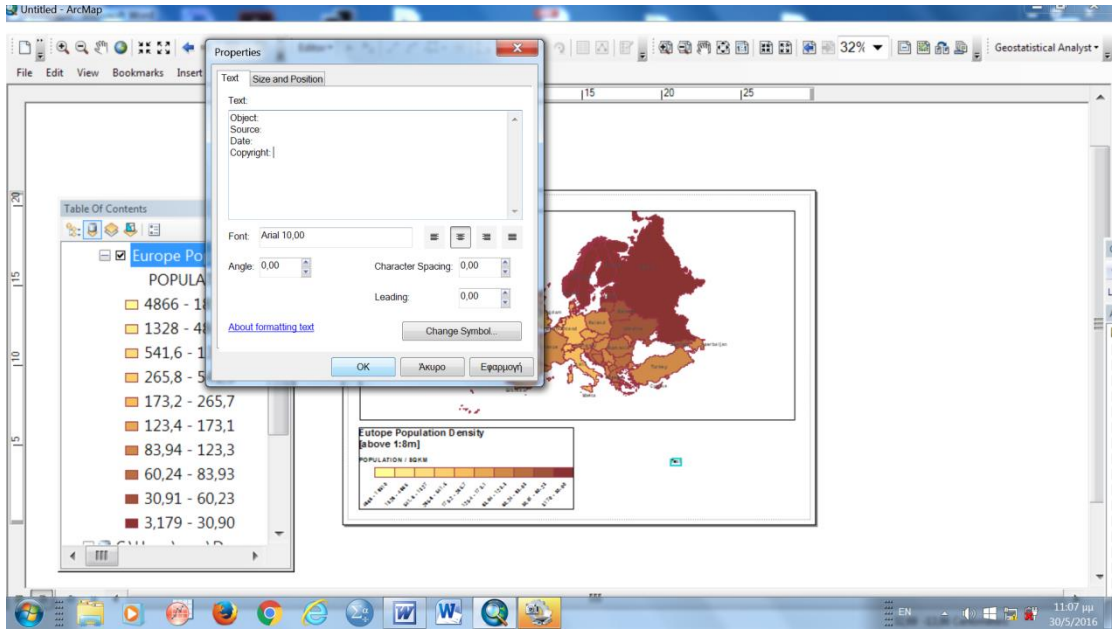 Untitled - ArcMap
32%
Geostatistical Analyst
File Edit View Bookmarks Insert
Properties
Text Size and Position
Text:
Object:
Source:
Date:
Copyright:
Font: Arial 10,00
Angle: 0,00
Character Spacing: 0,00
Leading: 0,00
About formatting text
Change Symbol...
OK Άκυρο Εφαρμογή
15 20 25
20
15
10
5
Table Of Contents
Europe Po
POPULA
4866 - 18
1328 - 48
541,6 - 1
265,8 - 5
173,2 - 265,7
123,4 - 173,1
83,94 - 123,3
60,24 - 83,93
30,91 - 60,23
3,179 - 30,90
Turkey
Eutope Population Density
[above 1:8m]
POPULATION / SQKM
EN
11:07 μμ
30/5/2016